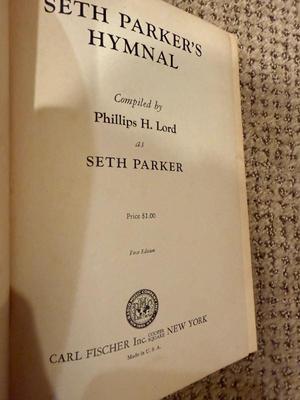 SETH PARKER'S
HYMNAL
Compiled by
Phillips H. Lord
as
SETH PARKER
Price $1.00
First Edition
CARL FISCHER Inc. COOPER SQUARE NEW YORK
Made in U. S. A.